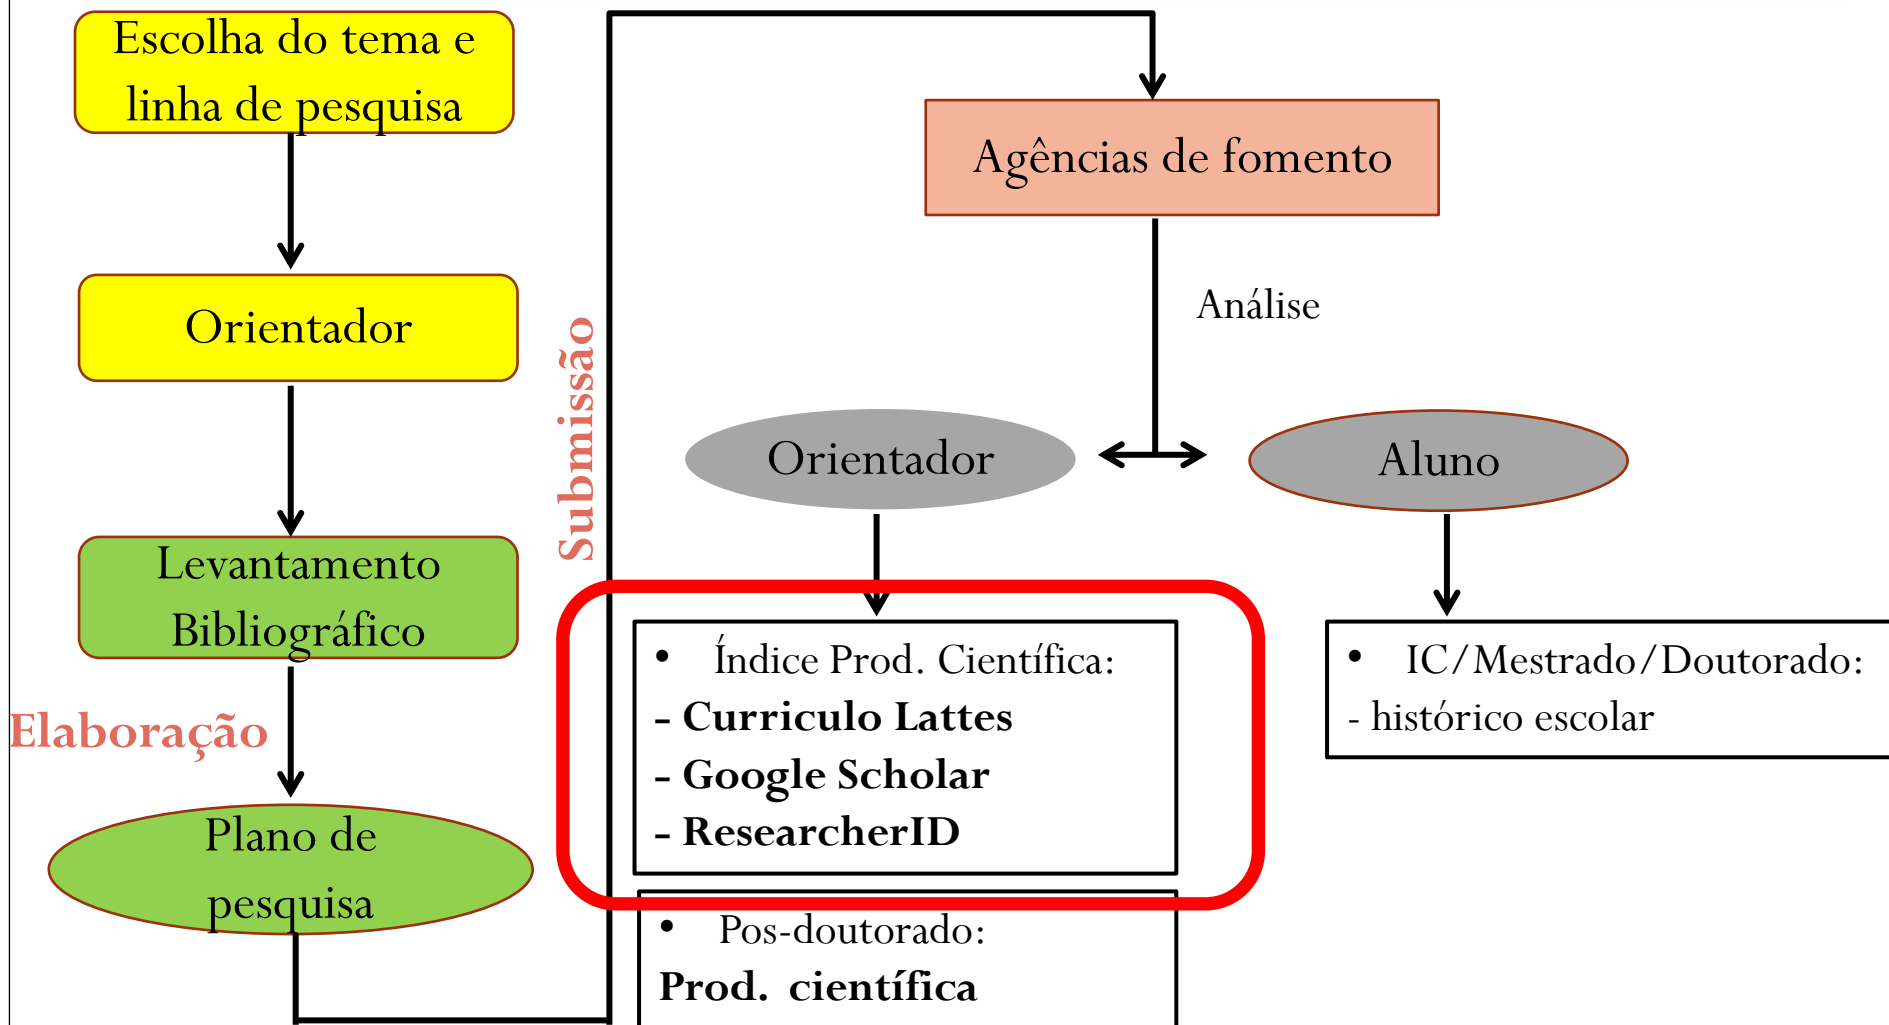 Escolha do tema e
linha de pesquisa
Orientador
Levantamento
Bibliográfico
Elaboração
Plano de
pesquisa
Submissão
Agências de fomento
Análise
Orientador
Aluno
• Índice Prod. Científica:
- Curriculo Lattes
- Google Scholar
- ResearcherID
• Pos-doutorado:
Prod. científica
• IC/Mestrado/Doutorado:
- histórico escolar